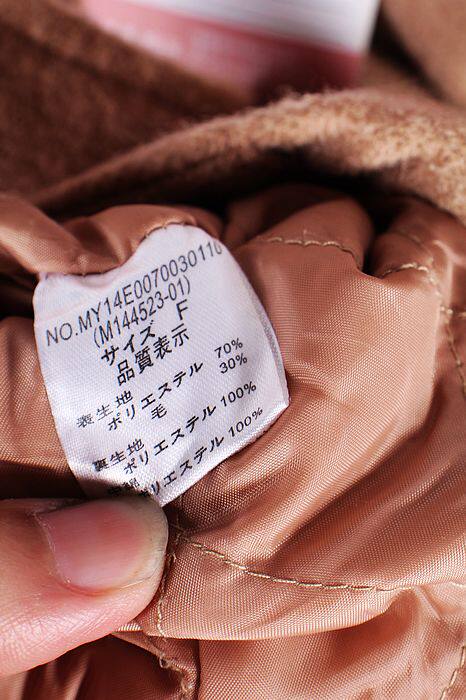 NO.MY14E0070030110
(M144523-01)
サイズ F
品質表示
表生地
ポリエステル 70%
毛 30%
裏生地
ポリエステル 100%
ポリエステル 100%